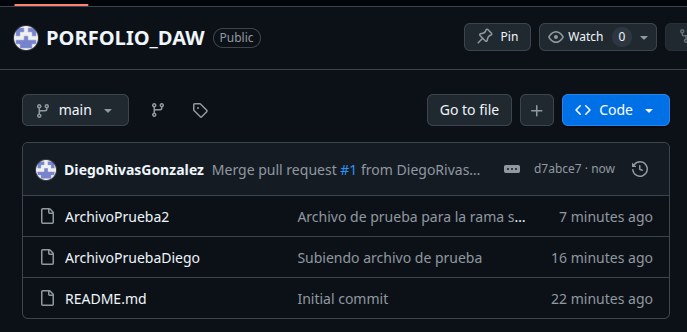 PORFOLIO_DAW Public Pin Watch 0
main Go to file Code
DiegoRivasGonzalez Merge pull request #1 from DiegoRivas... d7abce7 · now
ArchivoPrueba2 Archivo de prueba para la rama s... 7 minutes ago
ArchivoPruebaDiego Subiendo archivo de prueba 16 minutes ago
README.md Initial commit 22 minutes ago